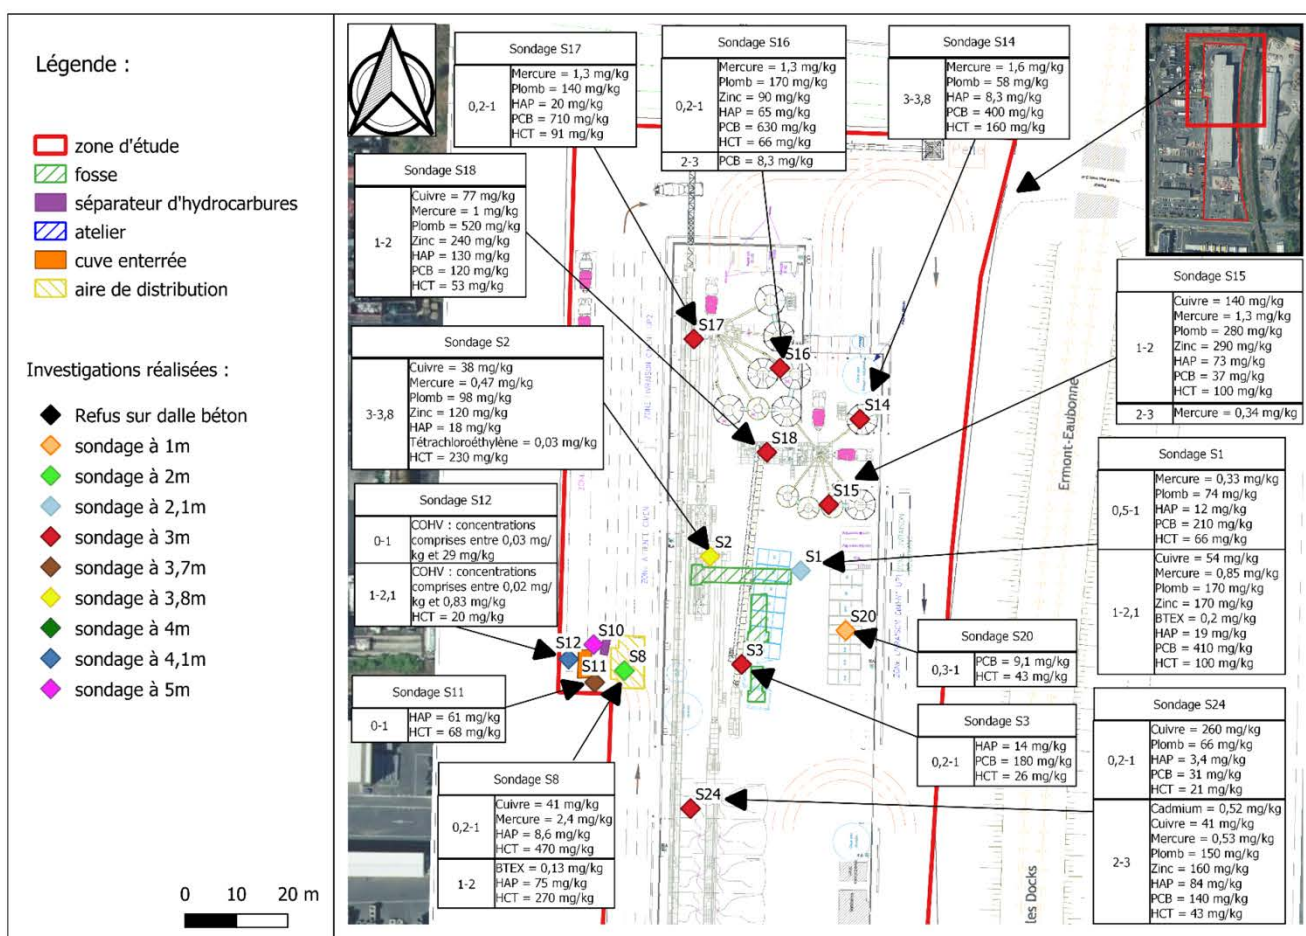 Légende :
zone d'étude
fosse
séparateur d'hydrocarbures
atelier
cuve enterrée
aire de distribution
Investigations réalisées :
Refus sur dalle béton
sondage à 1m
sondage à 2m
sondage à 2,1m
sondage à 3m
sondage à 3,7m
sondage à 3,8m
sondage à 4m
sondage à 4,1m
sondage à 5m
0 10 20 m
Sondage S17
0,2-1
Mercure = 1,3 mg/kg
Plomb = 140 mg/kg
HAP = 20 mg/kg
PCB = 710 mg/kg
HCT = 91 mg/kg
Sondage S16
0,2-1
Mercure = 1,3 mg/kg
Plomb = 170 mg/kg
Zinc = 90 mg/kg
HAP = 65 mg/kg
PCB = 630 mg/kg
HCT = 66 mg/kg
2-3
PCB = 8,3 mg/kg
Sondage S14
3-3,8
Mercure = 1,6 mg/kg
Plomb = 58 mg/kg
HAP = 8,3 mg/kg
PCB = 400 mg/kg
HCT = 160 mg/kg
Sondage S18
1-2
Cuivre = 77 mg/kg
Mercure = 1 mg/kg
Plomb = 520 mg/kg
Zinc = 240 mg/kg
HAP = 130 mg/kg
PCB = 120 mg/kg
HCT = 53 mg/kg
Sondage S15
1-2
Cuivre = 140 mg/kg
Mercure = 1,3 mg/kg
Plomb = 280 mg/kg
Zinc = 290 mg/kg
HAP = 73 mg/kg
PCB = 37 mg/kg
HCT = 100 mg/kg
2-3
Mercure = 0,34 mg/kg
Sondage S2
3-3,8
Cuivre = 38 mg/kg
Mercure = 0,47 mg/kg
Plomb = 98 mg/kg
Zinc = 120 mg/kg
HAP = 18 mg/kg
Tétrachloroéthylène = 0,03 mg/kg
HCT = 230 mg/kg
Sondage S1
0,5-1
Mercure = 0,33 mg/kg
Plomb = 74 mg/kg
HAP = 12 mg/kg
PCB = 210 mg/kg
HCT = 66 mg/kg
1-2,1
Cuivre = 54 mg/kg
Mercure = 0,85 mg/kg
Plomb = 170 mg/kg
Zinc = 170 mg/kg
BTEX = 0,2 mg/kg
HAP = 19 mg/kg
PCB = 410 mg/kg
HCT = 100 mg/kg
Sondage S12
0-1
COHV : concentrations
comprises entre 0,03 mg/
kg et 29 mg/kg
1-2,1
COHV : concentrations
comprises entre 0,02 mg/
kg et 0,83 mg/kg
HCT = 20 mg/kg
Sondage S20
0,3-1
PCB = 9,1 mg/kg
HCT = 43 mg/kg
Sondage S11
0-1
HAP = 61 mg/kg
HCT = 68 mg/kg
Sondage S3
0,2-1
HAP = 14 mg/kg
PCB = 180 mg/kg
HCT = 26 mg/kg
Sondage S24
0,2-1
Cuivre = 260 mg/kg
Plomb = 66 mg/kg
HAP = 3,4 mg/kg
PCB = 31 mg/kg
HCT = 21 mg/kg
2-3
Cadmium = 0,52 mg/kg
Cuivre = 41 mg/kg
Mercure = 0,53 mg/kg
Plomb = 150 mg/kg
Zinc = 160 mg/kg
HAP = 84 mg/kg
PCB = 140 mg/kg
HCT = 43 mg/kg
Sondage S8
0,2-1
Cuivre = 41 mg/kg
Mercure = 2,4 mg/kg
HAP = 8,6 mg/kg
HCT = 470 mg/kg
1-2
BTEX = 0,13 mg/kg
HAP = 75 mg/kg
HCT = 270 mg/kg
S17
S16
S14
S18
S15
S2
S1
S20
S10
S12
S11
S8
S3
S24
Ermont-Eaubonne
les Docks